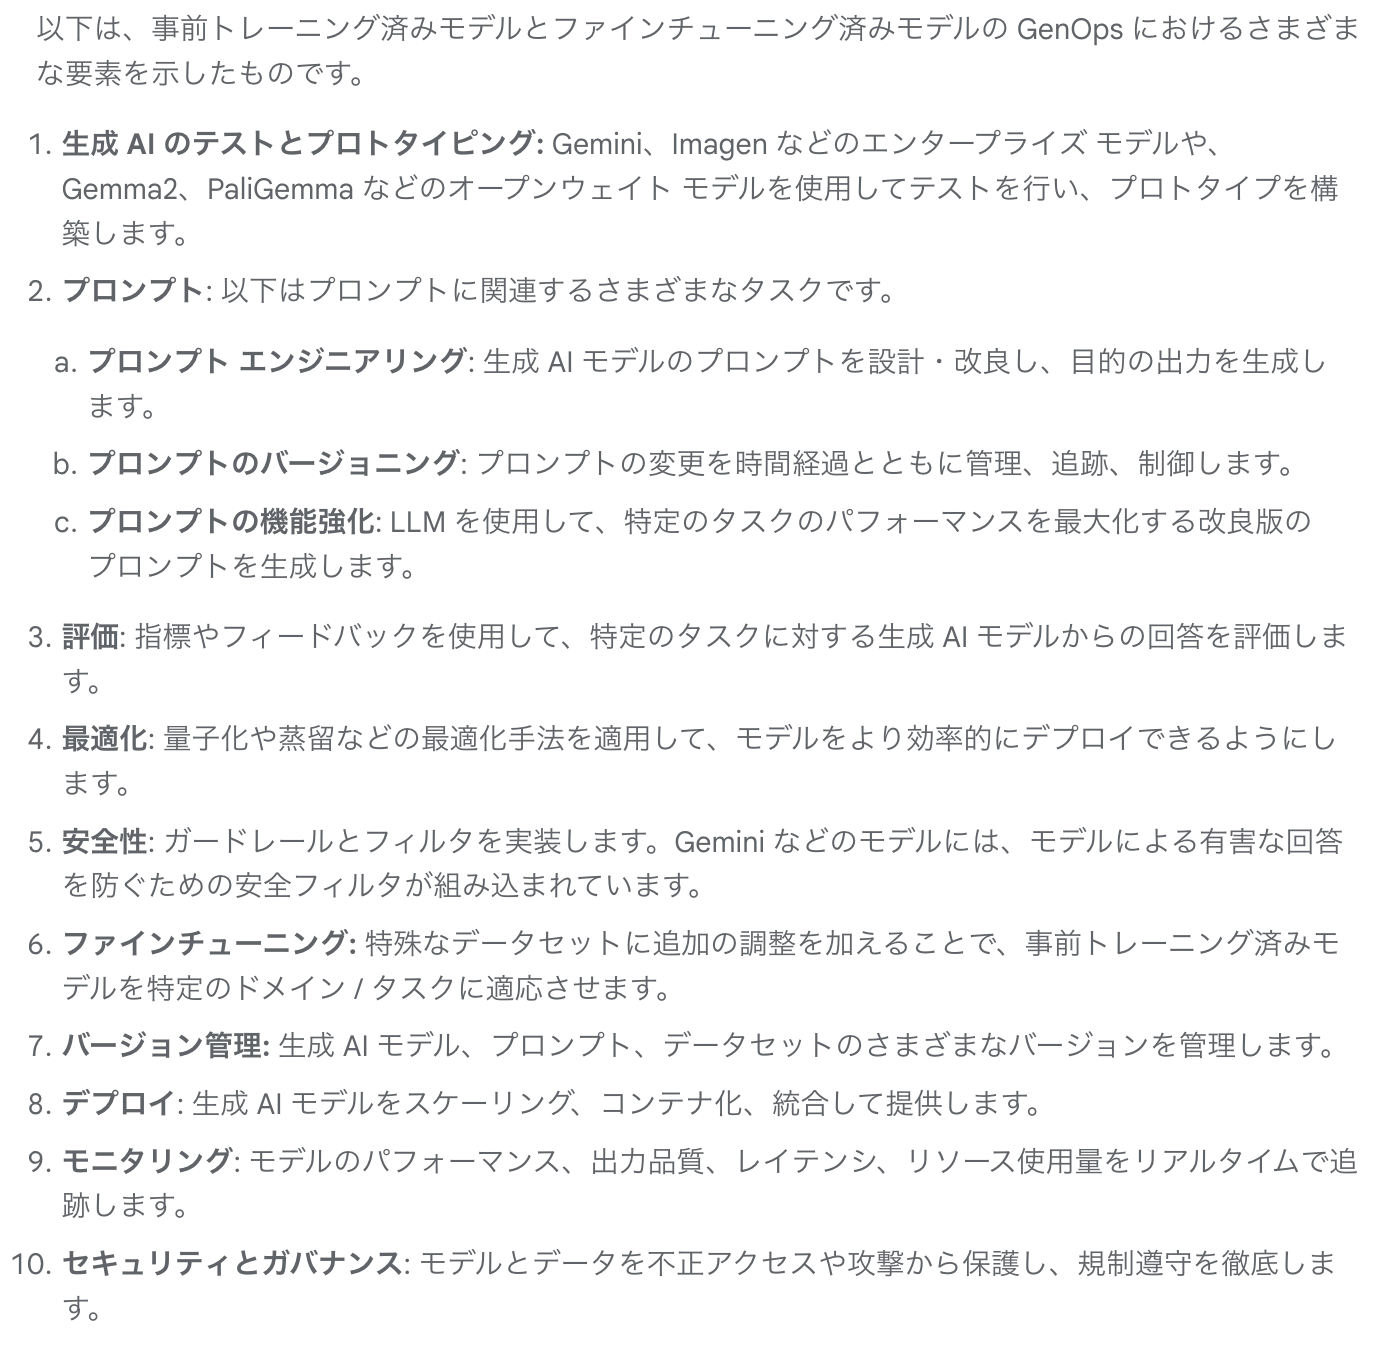 以下は、事前トレーニング済みモデルとファインチューニング済みモデルの GenOps におけるさまざま
な要素を示したものです。
1. 生成 AI のテストとプロトタイピング: Gemini、Imagen などのエンタープライズ モデルや、
Gemma2、PaliGemma などのオープンウェイト モデルを使用してテストを行い、プロトタイプを構
築します。
2. プロンプト: 以下はプロンプトに関連するさまざまなタスクです。
a. プロンプト エンジニアリング: 生成 AI モデルのプロンプトを設計・改良し、目的の出力を生成し
ます。
b. プロンプトのバージョニング: プロンプトの変更を時間経過とともに管理、追跡、制御します。
c. プロンプトの機能強化: LLM を使用して、特定のタスクのパフォーマンスを最大化する改良版の
プロンプトを生成します。
3. 評価: 指標やフィードバックを使用して、特定のタスクに対する生成 AI モデルからの回答を評価しま
す。
4. 最適化: 量子化や蒸留などの最適化手法を適用して、モデルをより効率的にデプロイできるようにし
ます。
5. 安全性: ガードレールとフィルタを実装します。Gemini などのモデルには、モデルによる有害な回答
を防ぐための安全フィルタが組み込まれています。
6. ファインチューニング: 特殊なデータセットに追加の調整を加えることで、事前トレーニング済みモ
デルを特定のドメイン / タスクに適応させます。
7. バージョン管理: 生成 AI モデル、プロンプト、データセットのさまざまなバージョンを管理します。
8. デプロイ: 生成 AI モデルをスケーリング、コンテナ化、統合して提供します。
9. モニタリング: モデルのパフォーマンス、出力品質、レイテンシ、リソース使用量をリアルタイムで追
跡します。
10. セキュリティとガバナンス: モデルとデータを不正アクセスや攻撃から保護し、規制遵守を徹底しま
す。